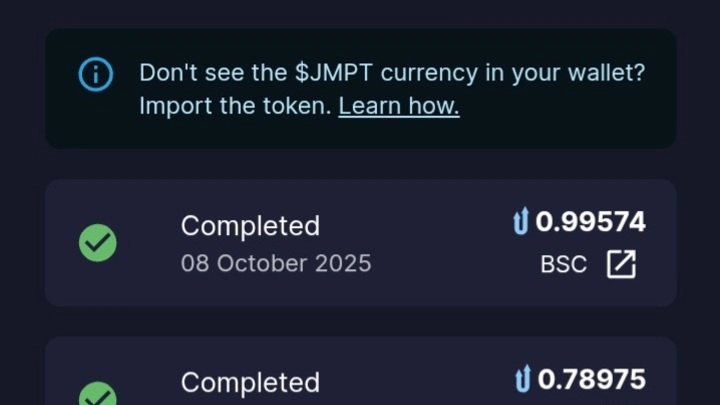 Don't see the $JMPT currency in your wallet?
Import the token. Learn how.
Completed
0.99574
08 October 2025
BSC
Completed
0.78975